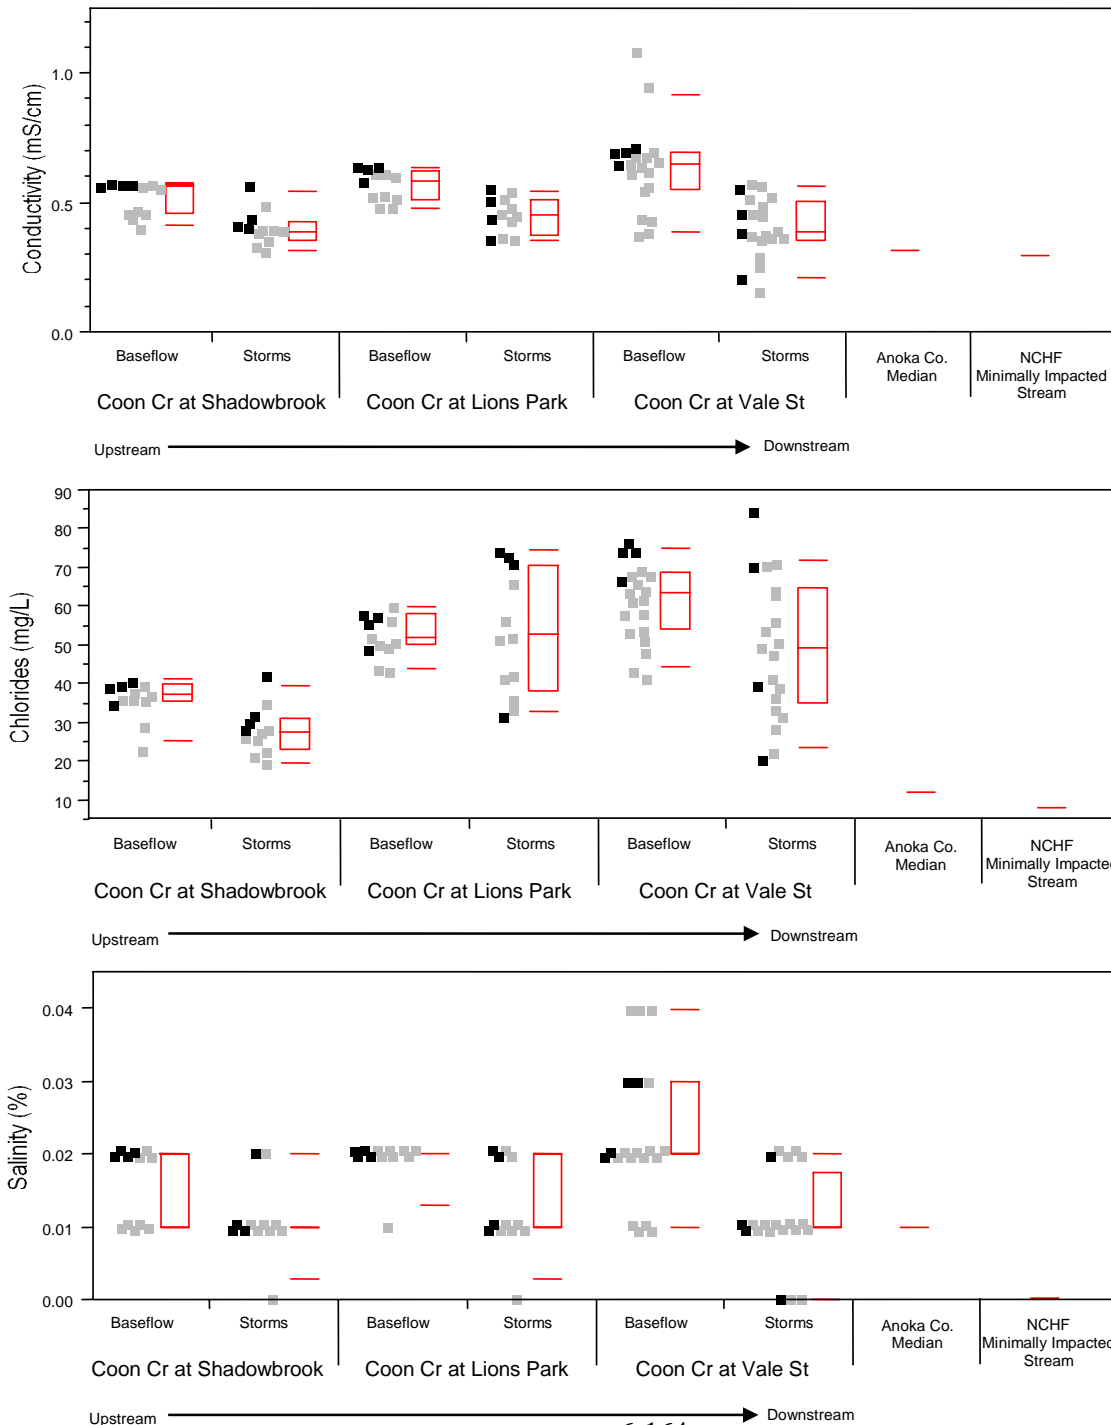 Conductivity (mS/cm)
1.0
0.5
0.0
Baseflow Storms Baseflow Storms Baseflow Storms Anoka Co. Median NCHF Minimally Impacted Stream
Coon Cr at Shadowbrook Coon Cr at Lions Park Coon Cr at Vale St
Upstream Downstream
Chlorides (mg/L)
90
80
70
60
50
40
30
20
10
Baseflow Storms Baseflow Storms Baseflow Storms Anoka Co. Median NCHF Minimally Impacted Stream
Coon Cr at Shadowbrook Coon Cr at Lions Park Coon Cr at Vale St
Upstream Downstream
Salinity (%)
0.04
0.03
0.02
0.01
0.00
Baseflow Storms Baseflow Storms Baseflow Storms Anoka Co. Median NCHF Minimally Impacted Stream
Coon Cr at Shadowbrook Coon Cr at Lions Park Coon Cr at Vale St
Upstream Downstream